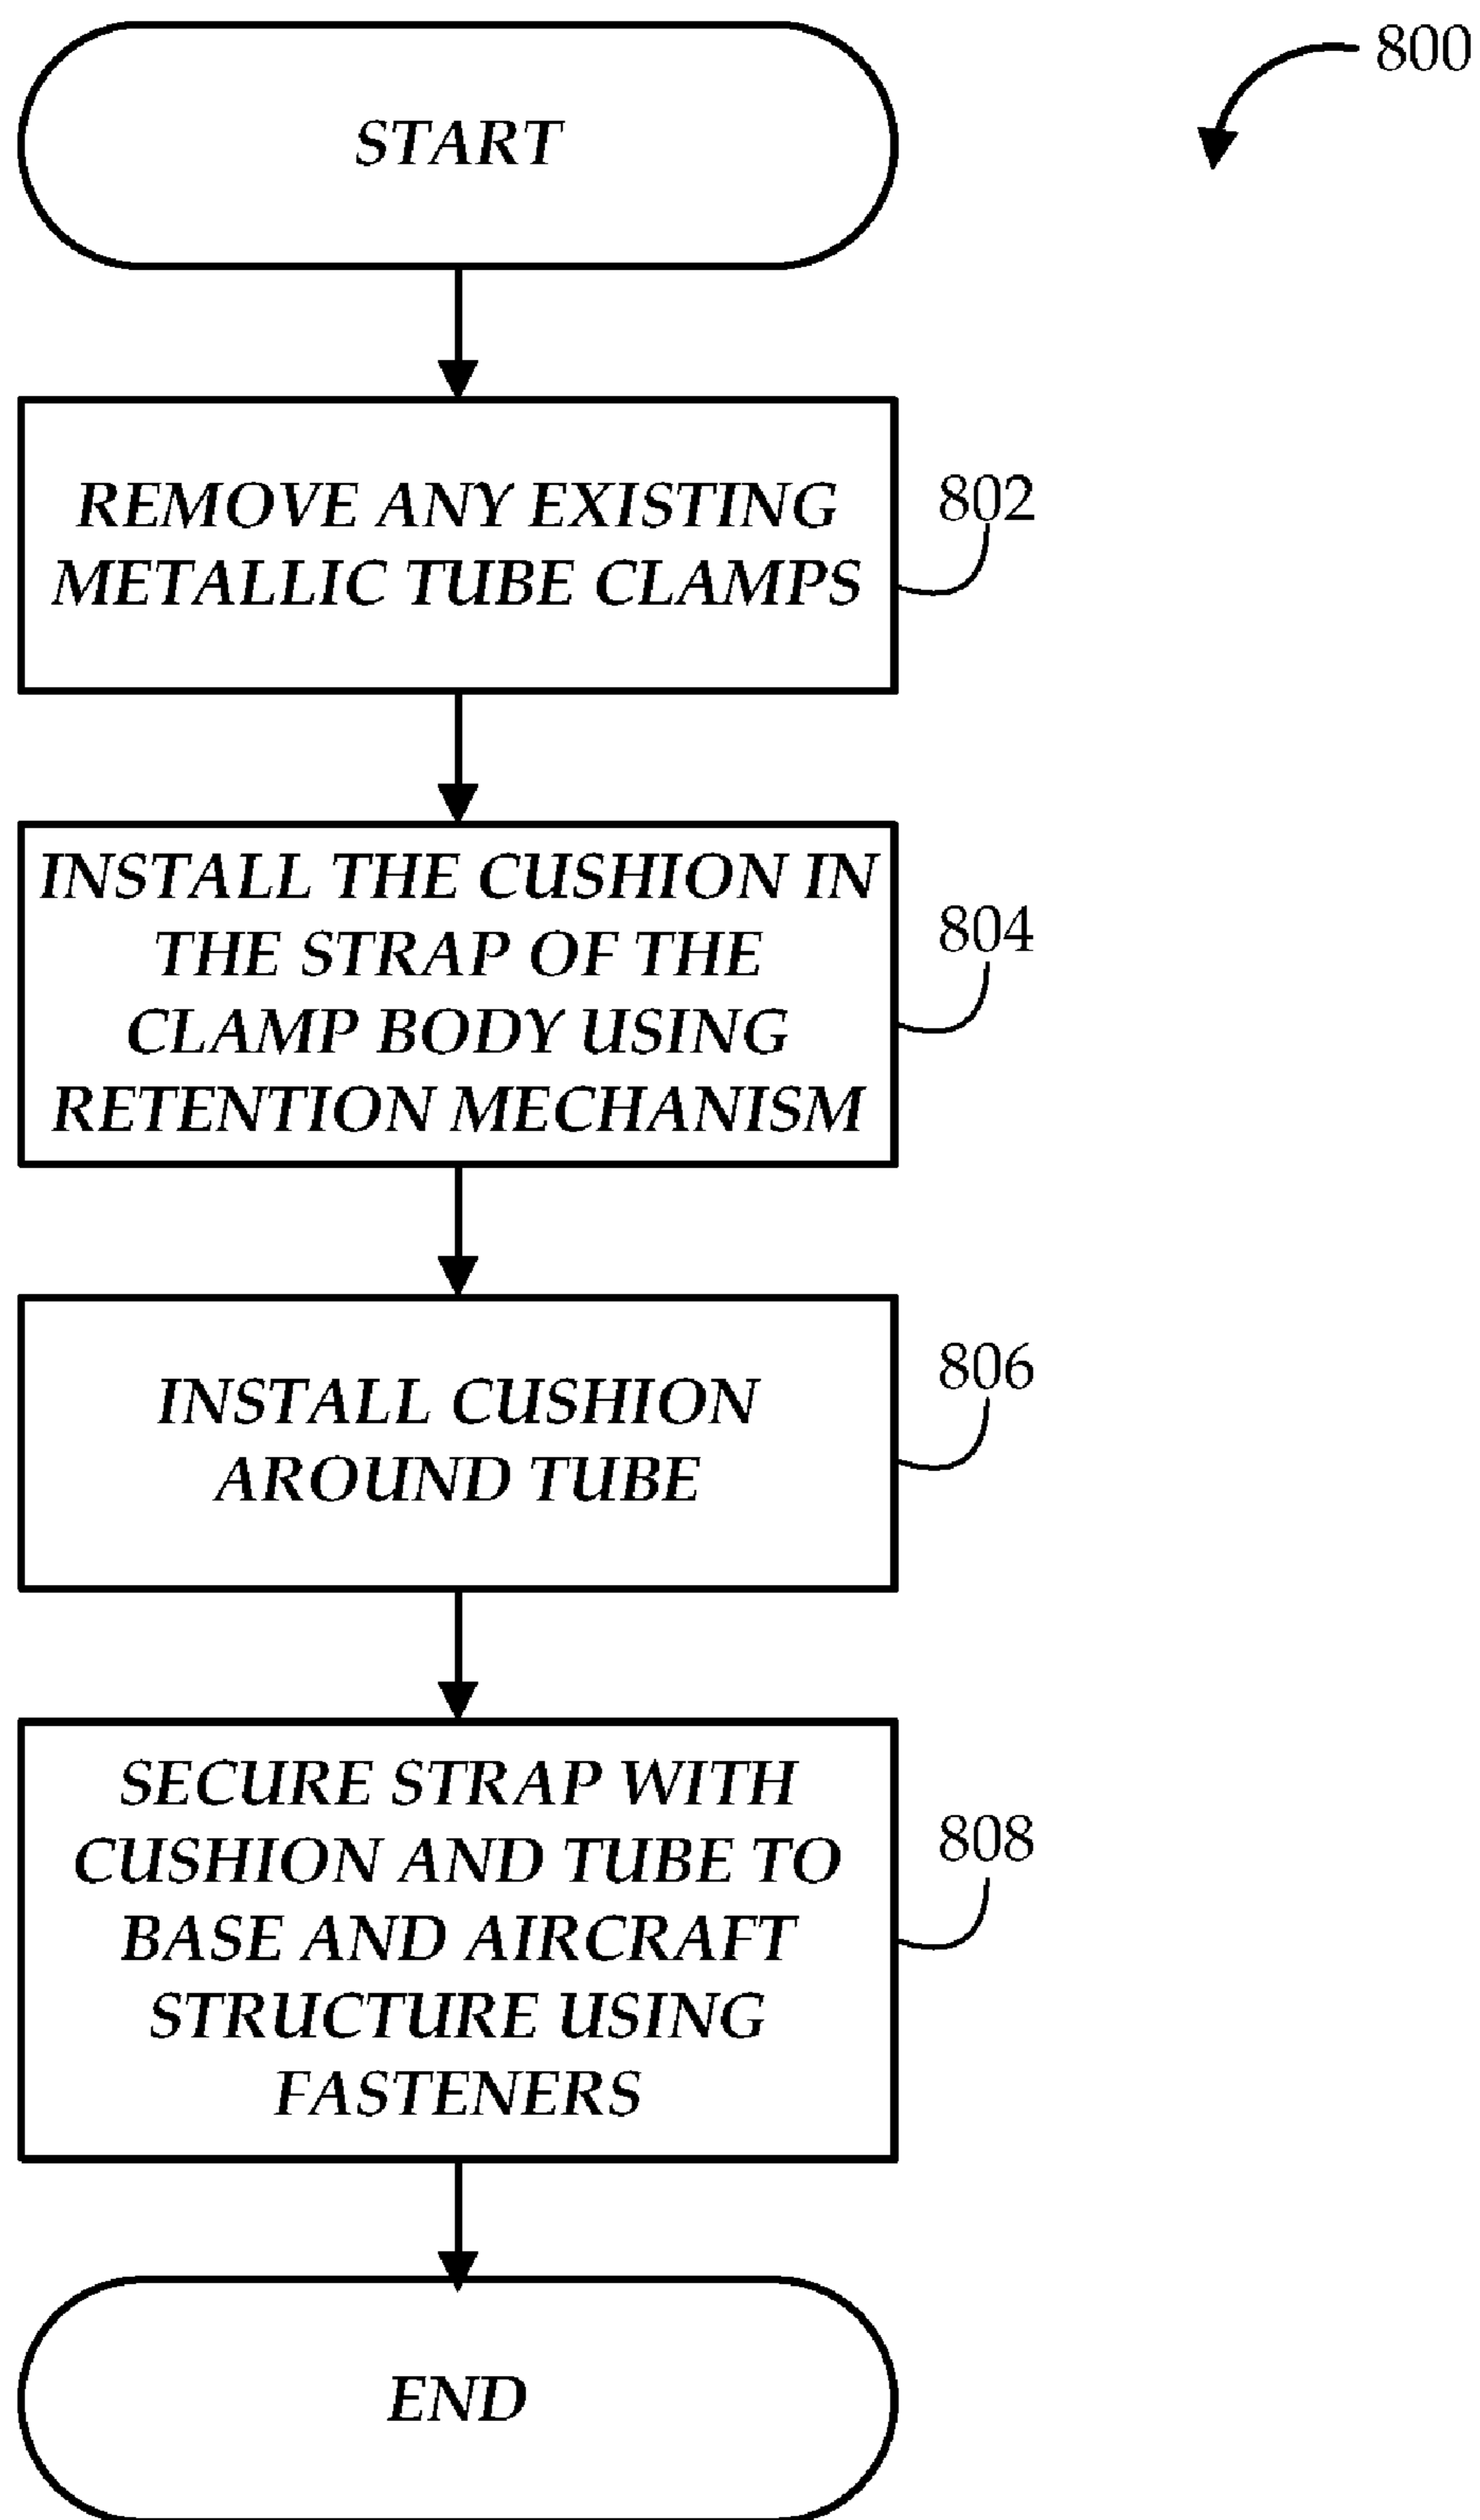 START
800
REMOVE ANY EXISTING
METALLIC TUBE CLAMPS
802
INSTALL THE CUSHION IN
THE STRAP OF THE
CLAMP BODY USING
RETENTION MECHANISM
804
INSTALL CUSHION
AROUND TUBE
806
SECURE STRAP WITH
CUSHION AND TUBE TO
BASE AND AIRCRAFT
STRUCTURE USING
FASTENERS
808
END